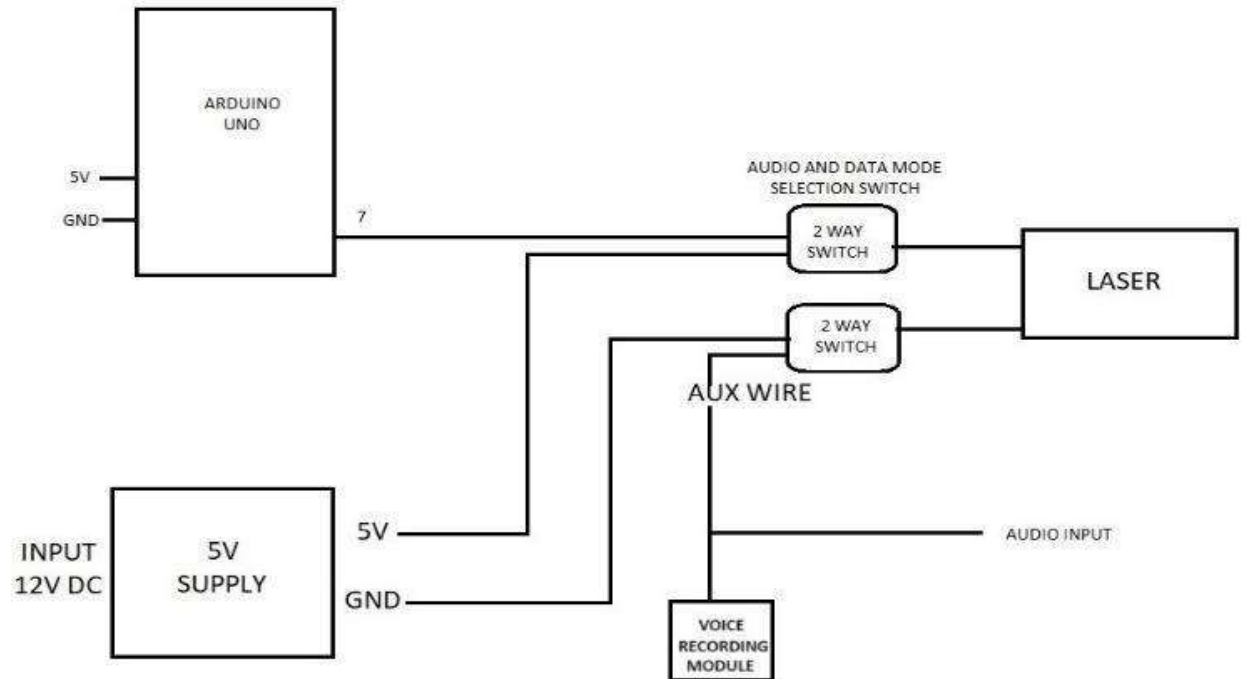 ARDUINO
UNO
5V
GND
7
AUDIO AND DATA MODE
SELECTION SWITCH
2 WAY
SWITCH
LASER
2 WAY
SWITCH
AUX WIRE
INPUT
12V DC
5V
SUPPLY
5V
GND
AUDIO INPUT
VOICE
RECORDING
MODULE